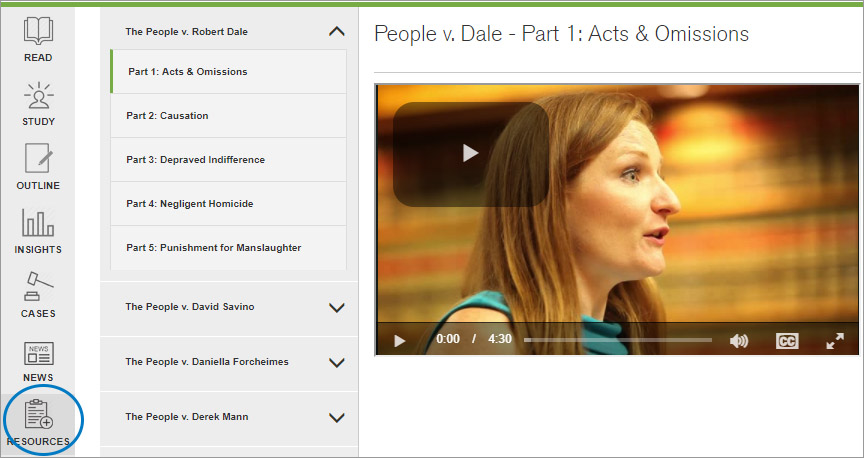 READ
STUDY
OUTLINE
INSIGHTS
CASES
NEWS
NEWS
RESOURCES
The People v. Robert Dale
Part 1: Acts & Omissions
Part 2: Causation
Part 3: Depraved Indifference
Part 4: Negligent Homicide
Part 5: Punishment for Manslaughter
The People v. David Savino
The People v. Daniella Forcheimes
The People v. Derek Mann
People v. Dale - Part 1: Acts & Omissions
0:00 / 4:30 CC